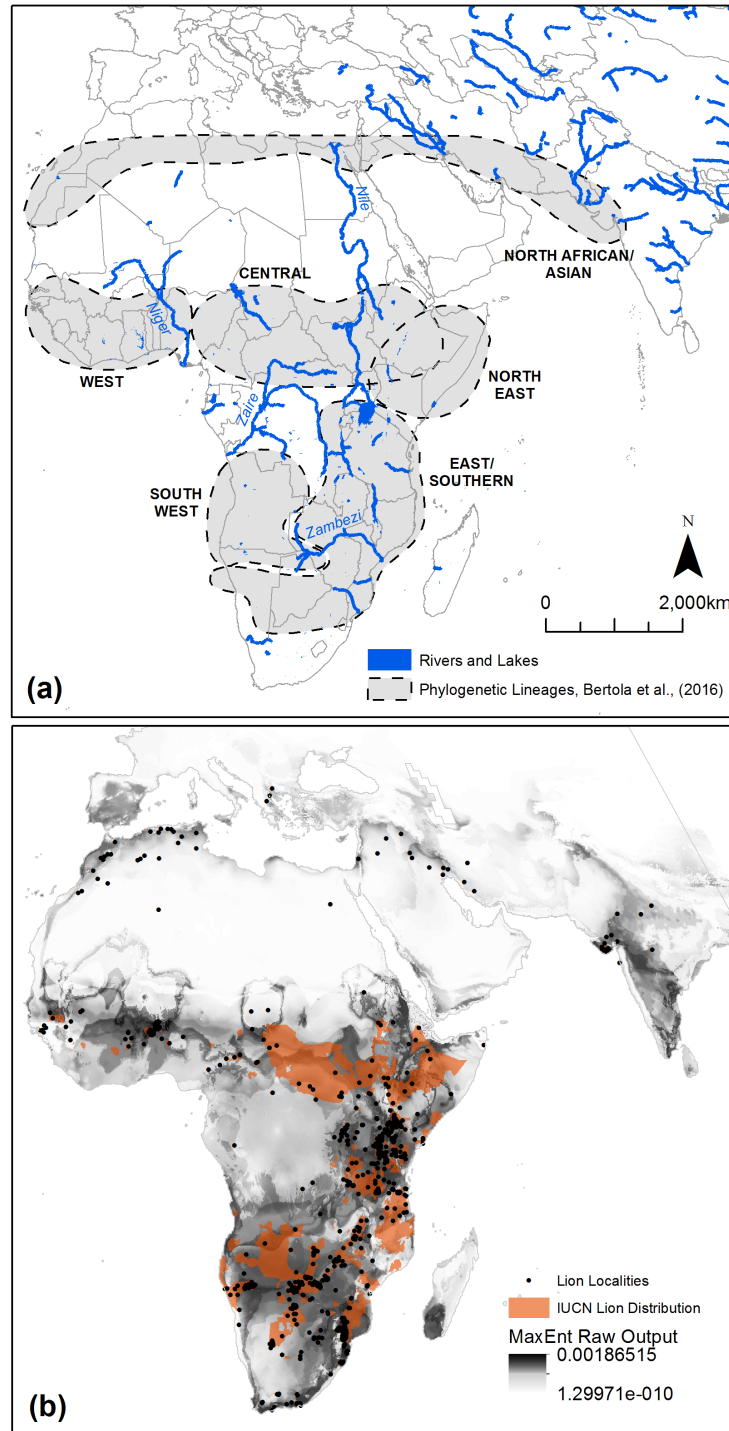 Nile
NORTH AFRICAN/
ASIAN
CENTRAL
Niger
WEST
NORTH
EAST
Zaire
EAST/
SOUTHERN
SOUTH
WEST
Zambezi
N
0 2,000km
Rivers and Lakes
(a) Phylogenetic Lineages, Bertola et al., (2016)
Lion Localities
IUCN Lion Distribution
MaxEnt Raw Output
0.00186515
1.29971e-010
(b)